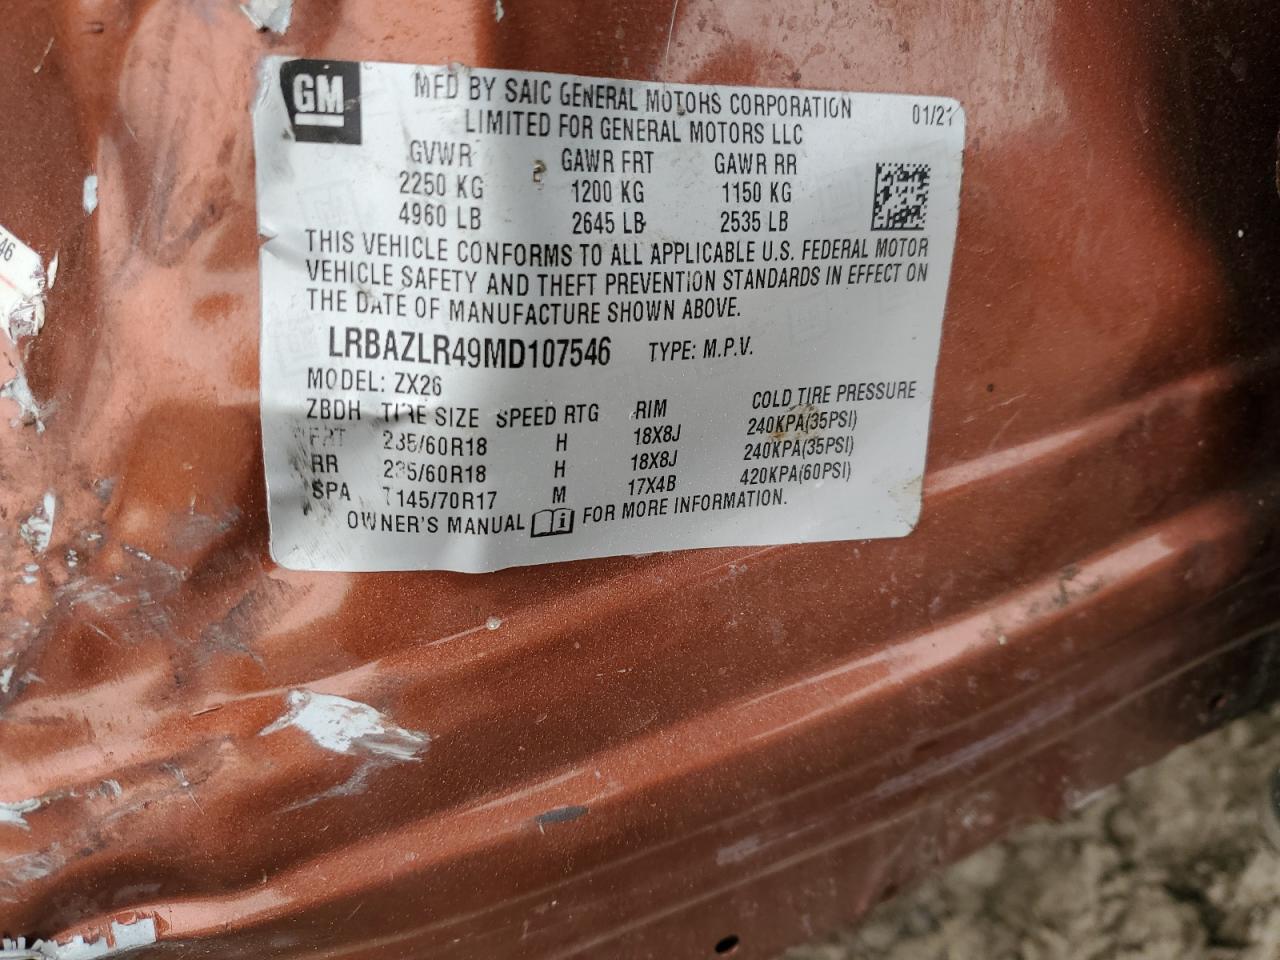 GM
MFD BY SAIC GENERAL MOTORS CORPORATION
LIMITED FOR GENERAL MOTORS LLC
01/21
GVWR GAWR FRT GAWR RR
2250 KG 1200 KG 1150 KG
4960 LB 2645 LB 2535 LB
THIS VEHICLE CONFORMS TO ALL APPLICABLE U.S. FEDERAL MOTOR
VEHICLE SAFETY AND THEFT PREVENTION STANDARDS IN EFFECT ON
THE DATE OF MANUFACTURE SHOWN ABOVE.
LRBAZLR49MD107546 TYPE: M.P.V.
MODEL: ZX26
ZBDH TIRE SIZE SPEED RTG RIM COLD TIRE PRESSURE
FRT 235/60R18 H 18X8J 240KPA(35PSI)
RR 235/60R18 H 18X8J 240KPA(35PSI)
SPA T145/70R17 M 17X4B 420KPA(60PSI)
OWNER'S MANUAL FOR MORE INFORMATION.
546